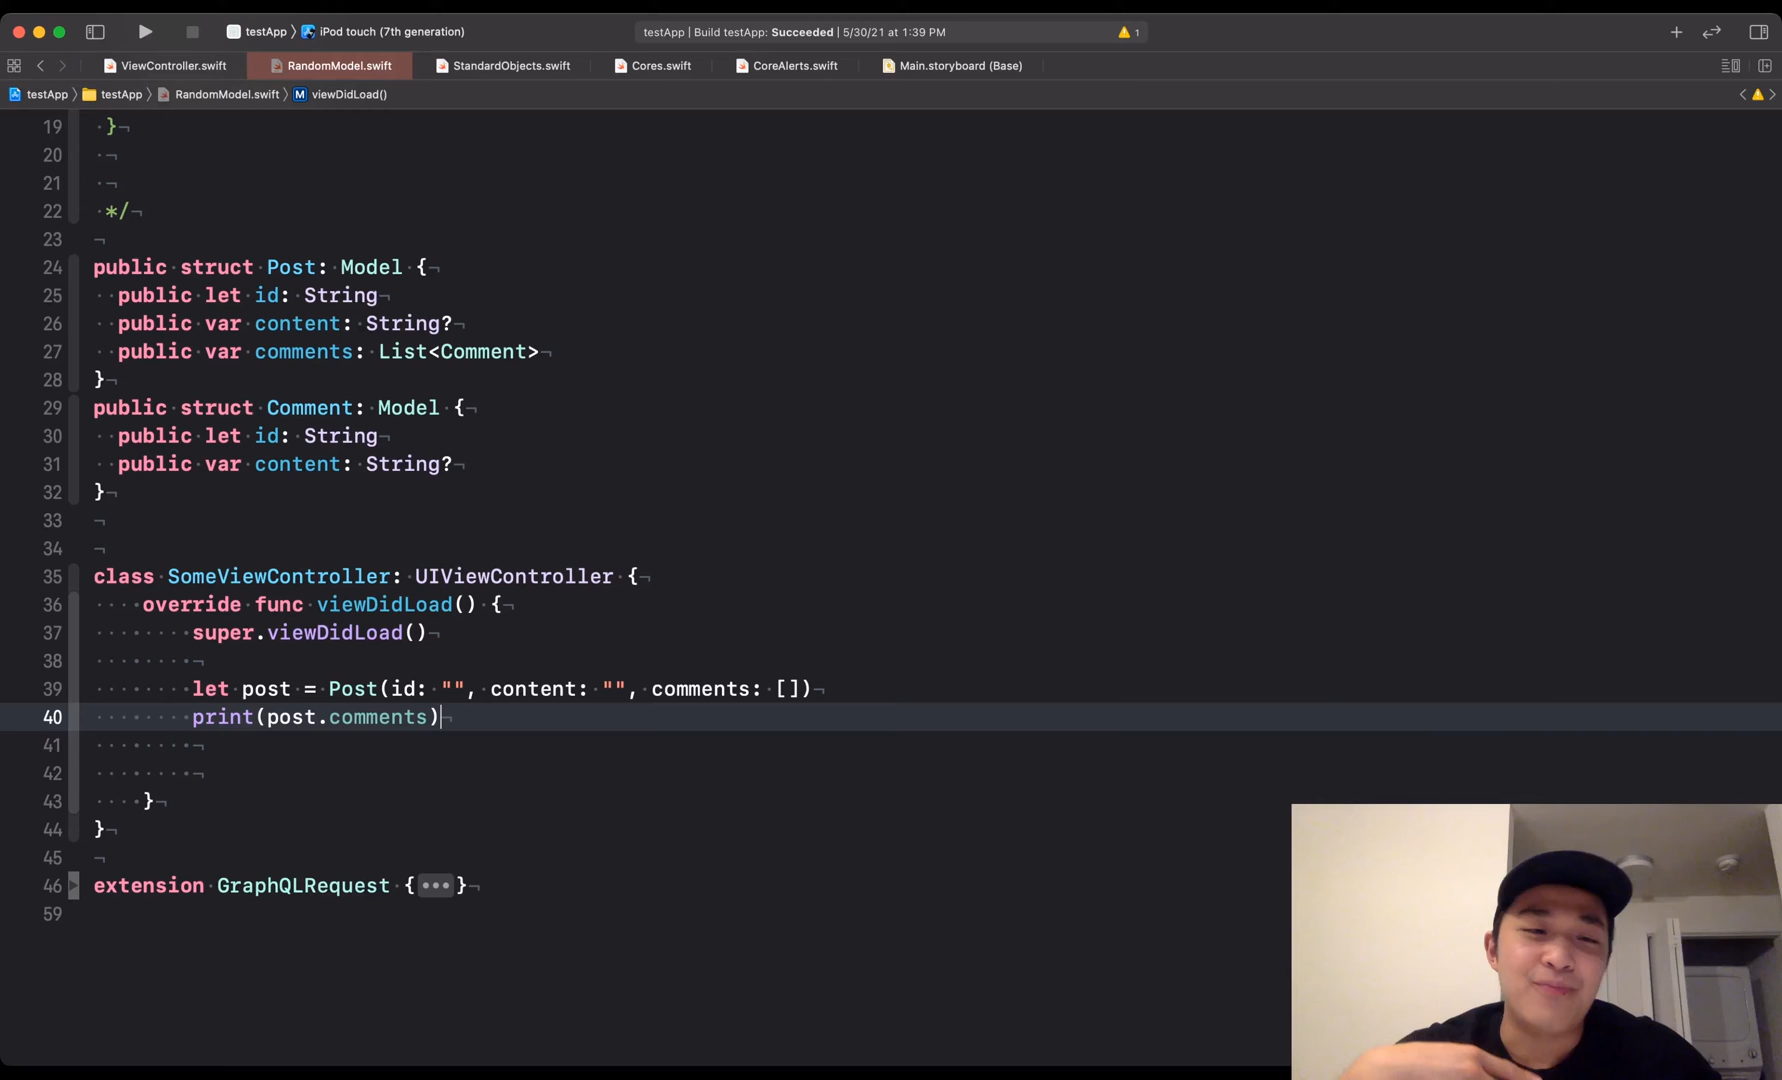 testApp 〉 iPod touch (7th generation)
testApp | Build testApp: Succeeded | 5/30/21 at 1:39 PM
1
ViewController.swift
RandomModel.swift
StandardObjects.swift
Cores.swift
CoreAlerts.swift
Main.storyboard (Base)
testApp 〉 testApp 〉 RandomModel.swift 〉 M viewDidLoad()
19 }
20
21
22 */
23
24 public struct Post: Model {
25 public let id: String
26 public var content: String?
27 public var comments: List<Comment>
28 }
29 public struct Comment: Model {
30 public let id: String
31 public var content: String?
32 }
33
34
35 class SomeViewController: UIViewController {
36 override func viewDidLoad() {
37 super.viewDidLoad()
38
39 let post = Post(id: "", content: "", comments: [])
40 print(post.comments)
41
42
43 }
44 }
45
46 extension GraphQLRequest {•••}
59